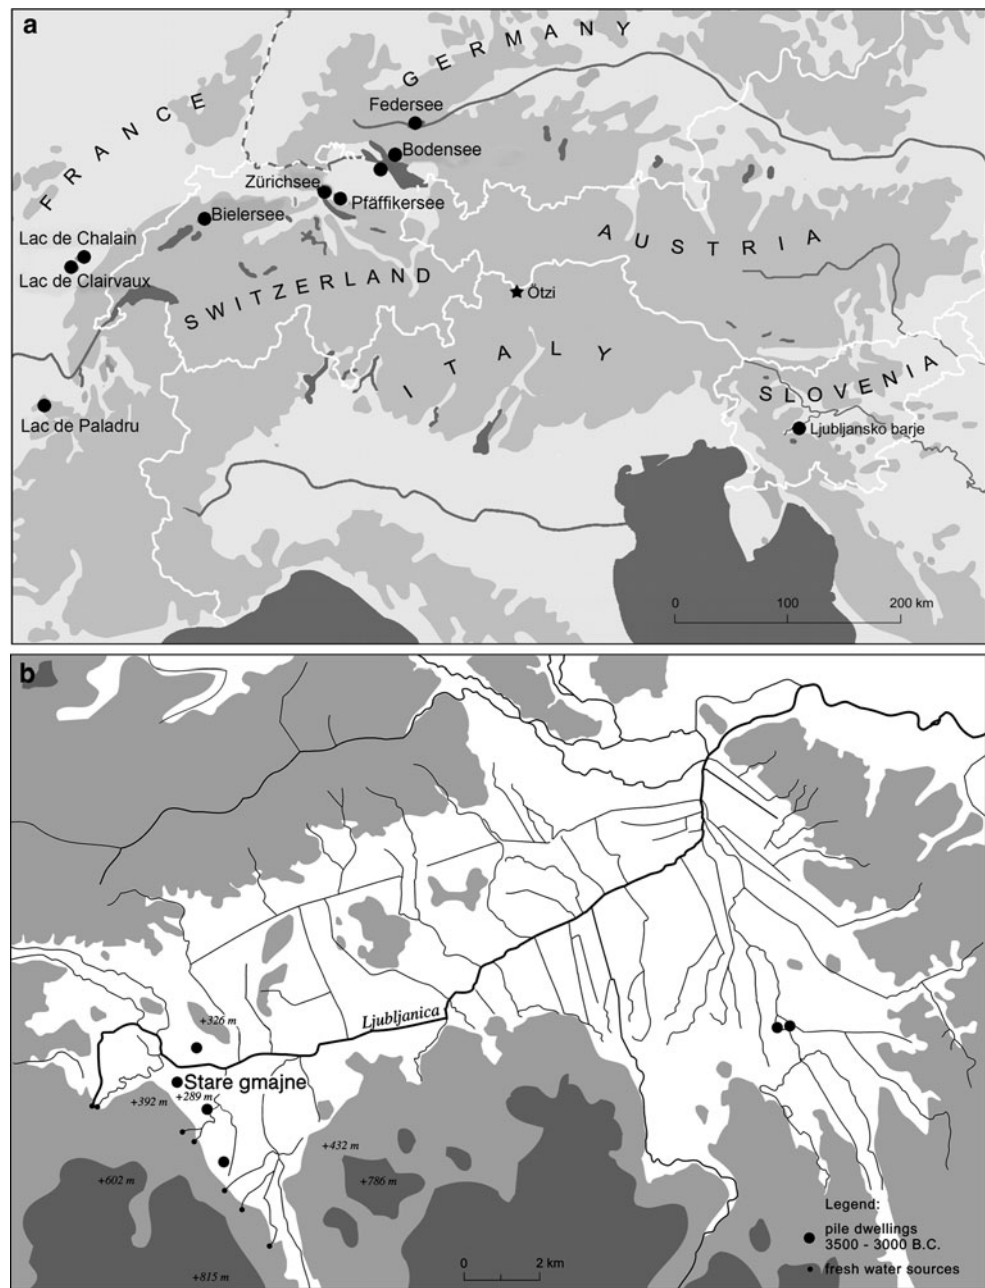 a
FRANCE
GERMANY
Federsee
Bodensee
Zürichsee
Pfäffikersee
Bielersee
Lac de Chalain
Lac de Clairvaux
SWITZERLAND
AUSTRIA
Ötzi
ITALY
SLOVENIA
Lac de Paladru
Ljubljansko barje
0 100 200 km
b
Ljubljanica
+326 m
Stare gmajne
+392 m
+289 m
+432 m
+602 m
+786 m
+815 m
0 2 km
Legend:
pile dwellings
3500 - 3000 B.C.
fresh water sources